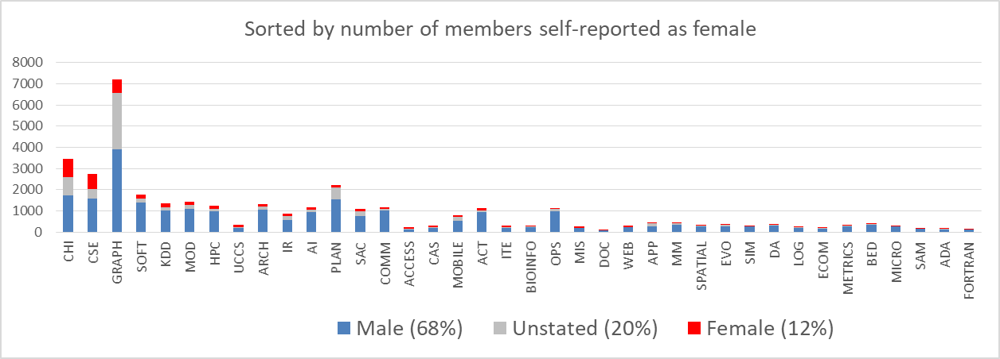 Sorted by number of members self-reported as female
8000
7000
6000
5000
4000
3000
2000
1000
0
CHI
CSE
GRAPH
SOFT
KDD
MOD
HPC
UCCS
ARCH
IR
AI
PLAN
SAC
COMM
ACCESS
CAS
MOBILE
ACT
ITE
BIOINFO
OPS
MIS
DOC
WEB
APP
MM
SPATIAL
EVO
SIM
DA
LOG
ECOM
METRICS
BED
MICRO
SAM
ADA
FORTRAN
Male (68%) Unstated (20%) Female (12%)